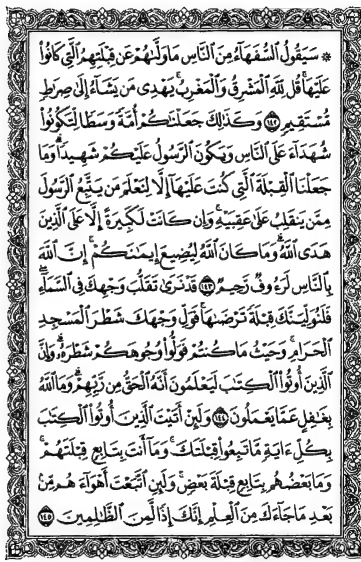 ۞ سَيَقُولُ ٱلسُّفَهَآءُ مِنَ ٱلنَّاسِ مَا وَلَّىٰهُمْ عَن قِبْلَتِهِمُ ٱلَّتِى كَانُوا۟
عَلَيْهَا ۚ قُل لِّلَّهِ ٱلْمَشْرِقُ وَٱلْمَغْرِبُ ۚ يَهْدِى مَن يَشَآءُ إِلَىٰ صِرَٰطٍ
مُّسْتَقِيمٍ ١٤٢ وَكَذَٰلِكَ جَعَلْنَٰكُمْ أُمَّةً وَسَطًا لِّتَكُونُوا۟
شُهَدَآءَ عَلَى ٱلنَّاسِ وَيَكُونَ ٱلرَّسُولُ عَلَيْكُمْ شَهِيدًا ۗ وَمَا
جَعَلْنَا ٱلْقِبْلَةَ ٱلَّتِى كُنتَ عَلَيْهَآ إِلَّا لِنَعْلَمَ مَن يَتَّبِعُ ٱلرَّسُولَ
مِمَّن يَنقَلِبُ عَلَىٰ عَقِبَيْهِ ۚ وَإِن كَانَتْ لَكَبِيرَةً إِلَّا عَلَى ٱلَّذِينَ
هَدَى ٱللَّهُ ۗ وَمَا كَانَ ٱللَّهُ لِيُضِيعَ إِيمَٰنَكُمْ ۚ إِنَّ ٱللَّهَ
بِٱلنَّاسِ لَرَءُوفٌ رَّحِيمٌ ١٤٣ قَدْ نَرَىٰ تَقَلُّبَ وَجْهِكَ فِى ٱلسَّمَآءِ ۖ
فَلَنُوَلِّيَنَّكَ قِبْلَةً تَرْضَىٰهَا ۚ فَوَلِّ وَجْهَكَ شَطْرَ ٱلْمَسْجِدِ
ٱلْحَرَامِ ۚ وَحَيْثُ مَا كُنتُمْ فَوَلُّوا۟ وُجُوهَكُمْ شَطْرَهُۥ ۗ وَإِنَّ
ٱلَّذِينَ أُوتُوا۟ ٱلْكِتَٰبَ لَيَعْلَمُونَ أَنَّهُ ٱلْحَقُّ مِن رَّبِّهِمْ ۗ وَمَا ٱللَّهُ
بِغَٰفِلٍ عَمَّا يَعْمَلُونَ ١٤٤ وَلَئِنْ أَتَيْتَ ٱلَّذِينَ أُوتُوا۟ ٱلْكِتَٰبَ
بِكُلِّ ءَايَةٍ مَّا تَبِعُوا۟ قِبْلَتَكَ ۚ وَمَآ أَنتَ بِتَابِعٍ قِبْلَتَهُمْ ۚ
وَمَا بَعْضُهُم بِتَابِعٍ قِبْلَةَ بَعْضٍ ۚ وَلَئِنِ ٱتَّبَعْتَ أَهْوَآءَهُم مِّنۢ
بَعْدِ مَا جَآءَكَ مِنَ ٱلْعِلْمِ ۙ إِنَّكَ إِذًا لَّمِنَ ٱلظَّٰلِمِينَ ١٤٥